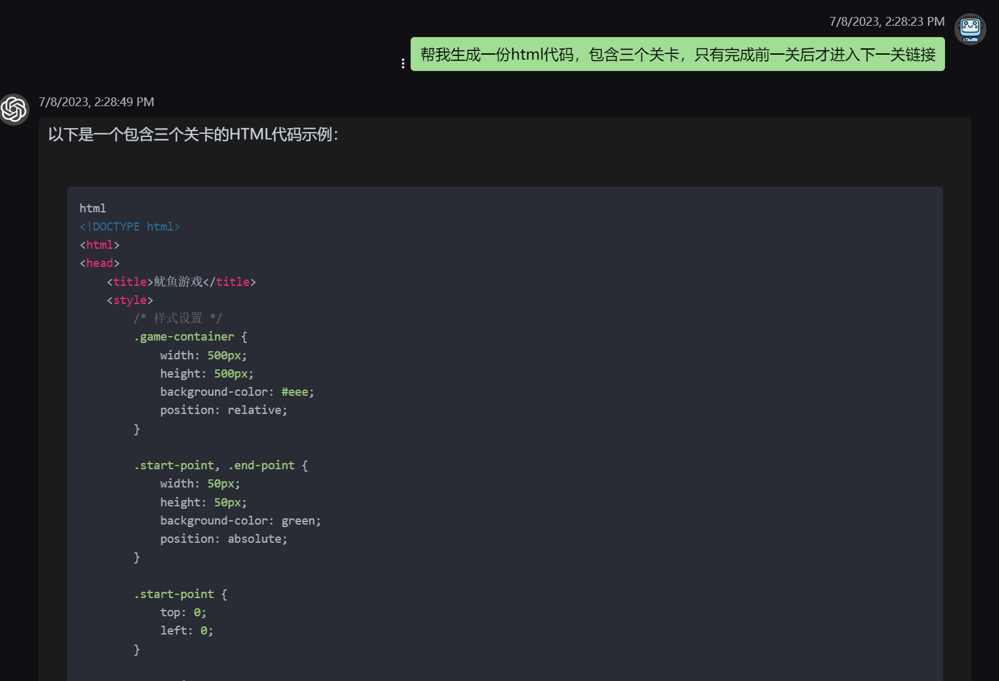 7/8/2023, 2:28:23 PM
帮我生成一份html代码，包含三个关卡，只有完成前一关后才进入下一关链接
7/8/2023, 2:28:49 PM
以下是一个包含三个关卡的HTML代码示例：
html
<!DOCTYPE html>
<html>
<head>
    <title>鱿鱼游戏</title>
    <style>
        /* 样式设置 */
        .game-container {
            width: 500px;
            height: 500px;
            background-color: #eee;
            position: relative;
        }
        .start-point, .end-point {
            width: 50px;
            height: 50px;
            background-color: green;
            position: absolute;
        }
        .start-point {
            top: 0;
            left: 0;
        }